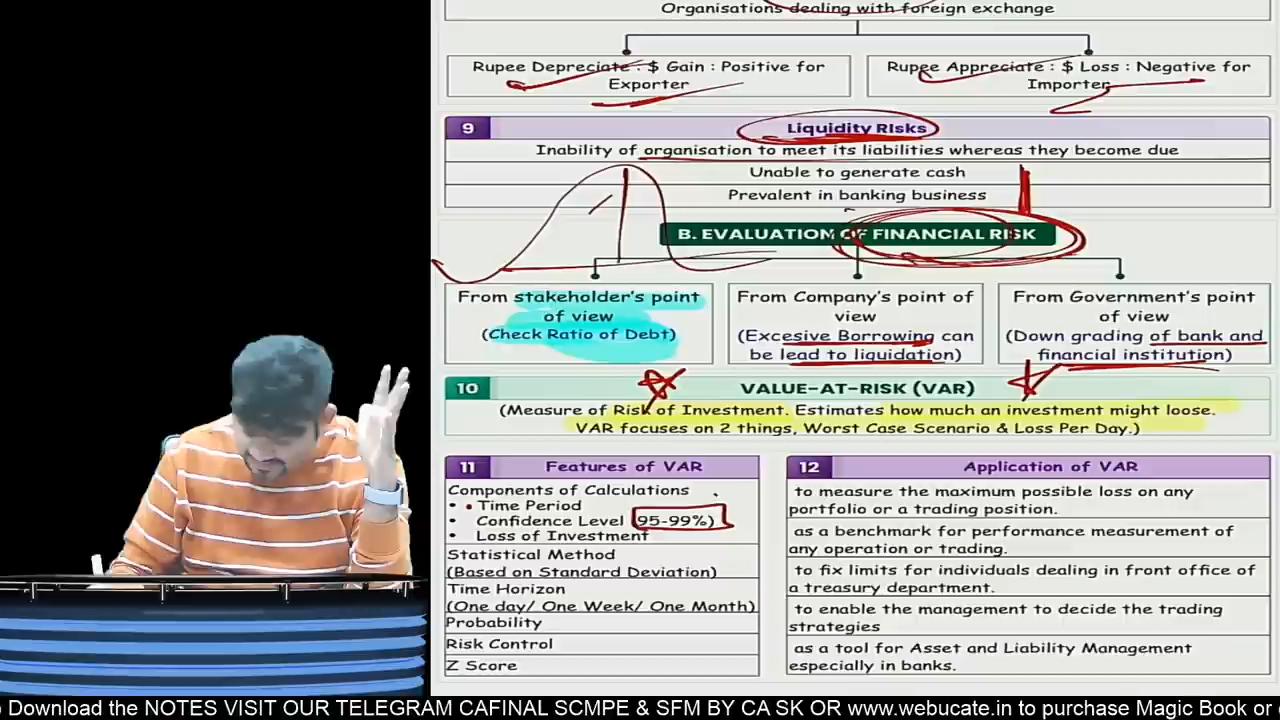 Organisations dealing with foreign exchange
Rupee Depreciate : $ Gain : Positive for
Exporter
Rupee Appreciate : $ Loss : Negative for
Importer
9
Liquidity Risks
Inability of organisation to meet its liabilities whereas they become due
Unable to generate cash
Prevalent in banking business
B. EVALUATION OF FINANCIAL RISK
From stakeholder's point
of view
(Check Ratio of Debt)
From Company's point of
view
(Excesive Borrowing can
be lead to liquidation)
From Government's point
of view
(Down grading of bank and
financial institution)
10
VALUE-AT-RISK (VAR)
(Measure of Risk of Investment. Estimates how much an investment might loose.
VAR focuses on 2 things, Worst Case Scenario & Loss Per Day.)
11
Features of VAR
Components of Calculations
• Time Period
• Confidence Level (95-99%)
• Loss of Investment
Statistical Method
(Based on Standard Deviation)
Time Horizon
(One day/ One Week/ One Month)
Probability
Risk Control
Z Score
12
Application of VAR
to measure the maximum possible loss on any
portfolio or a trading position.
as a benchmark for performance measurement of
any operation or trading.
to fix limits for individuals dealing in front office of
a treasury department.
to enable the management to decide the trading
strategies
as a tool for Asset and Liability Management
especially in banks.
Download the NOTES VISIT OUR TELEGRAM CAFINAL SCMPE & SFM BY CA SK OR www.webucate.in to purchase Magic Book or